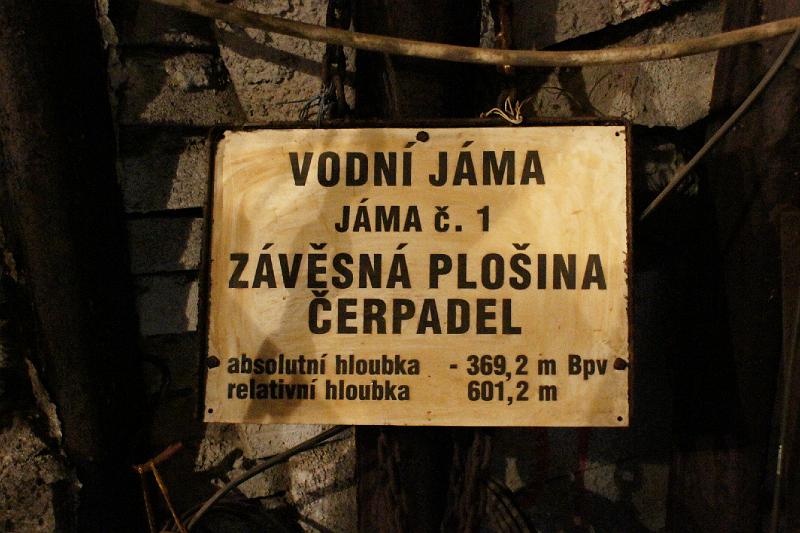 VODNÍ JÁMA
JÁMA č. 1
ZÁVĚSNÁ PLOŠINA
ČERPADEL
absolutní hloubka - 369,2 m Bpv
relativní hloubka 601,2 m